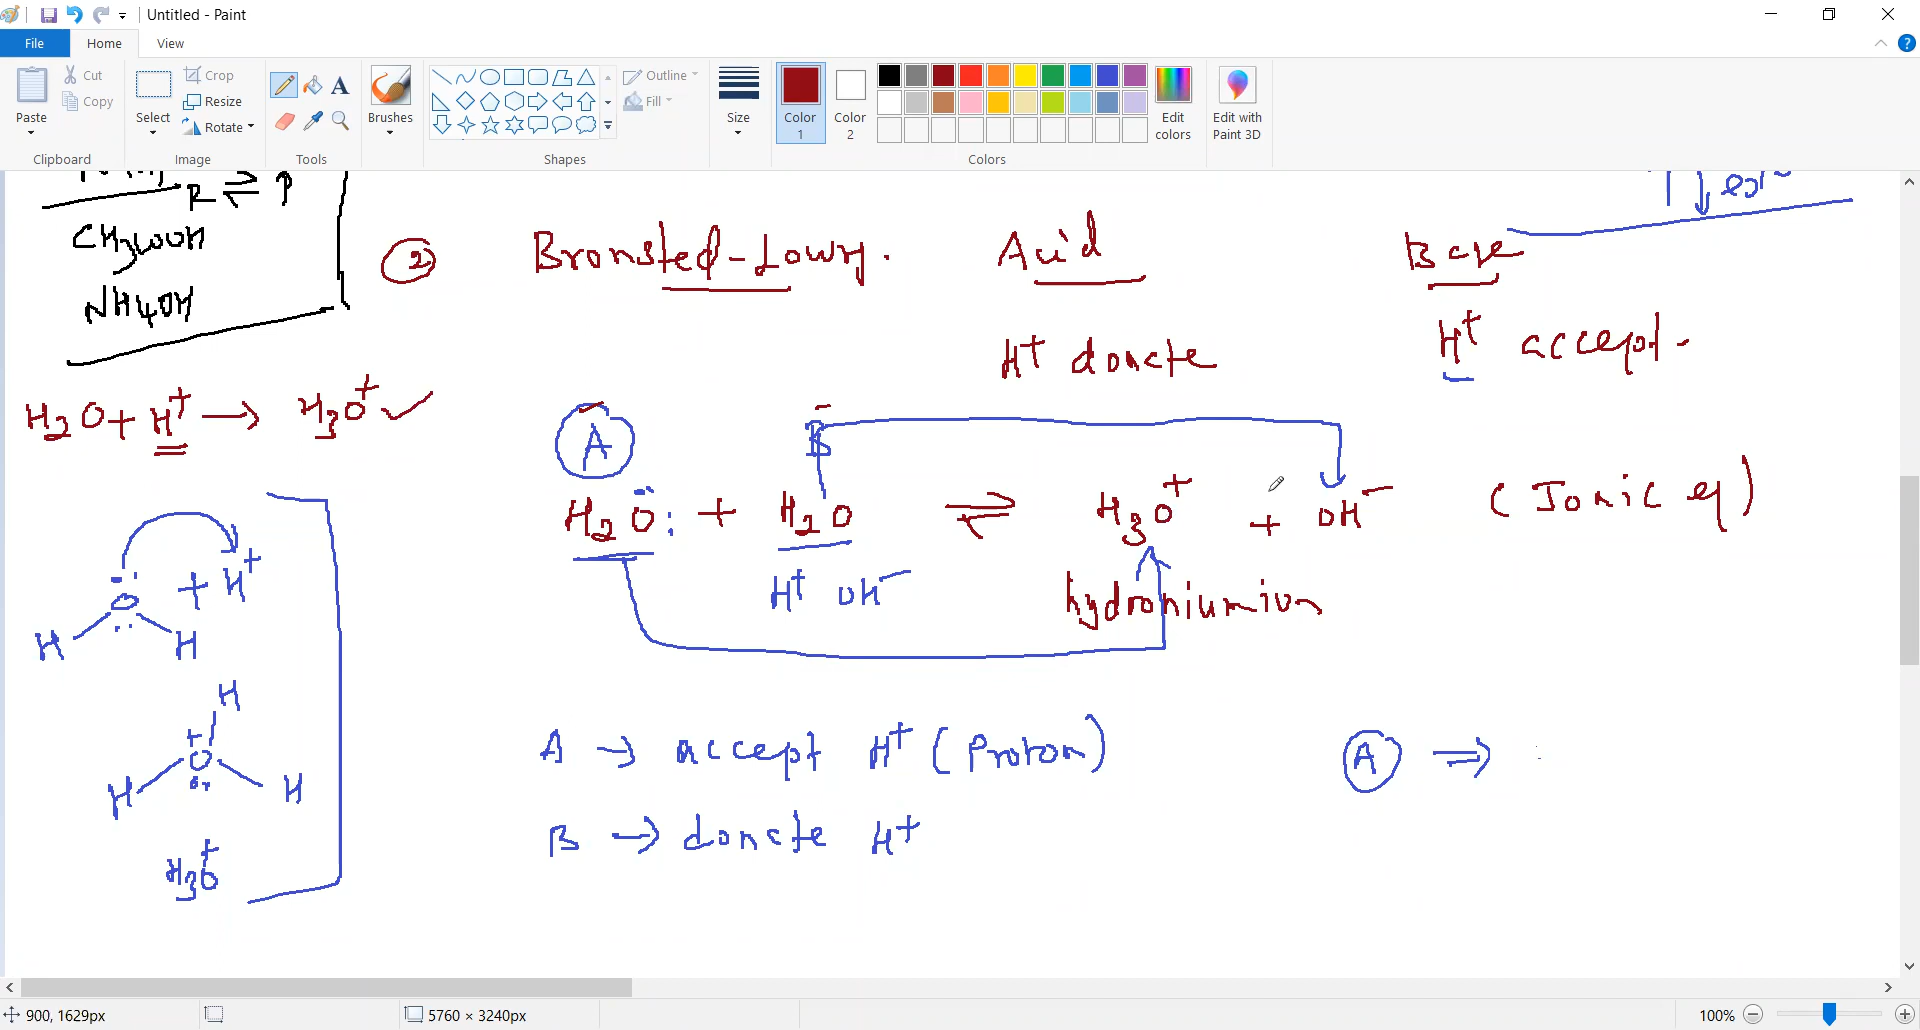 Untitled - Paint
File Home View
Paste Cut Copy Clipboard
Select Crop Resize Rotate Image
Tools
Brushes
Outline Fill Shapes
Size
Color 1 Color 2 Edit colors Colors
Edit with Paint 3D
R ⇌ P
CH3COOH
NH4OH
② Bronsted-Lowry. Acid Base
H+ donate H+ accept.
H2O + H+ → H3O+ ✓
A B
H2O: + H2O ⇌ H3O+ + OH− (Ionic eq)
H+ OH− hydroniumion
O + H+
H H
H
+
O
H H
H3O+
A → accept H+ (Proton) A ⇒
B → donate H+
900, 1629px 5760 × 3240px 100%